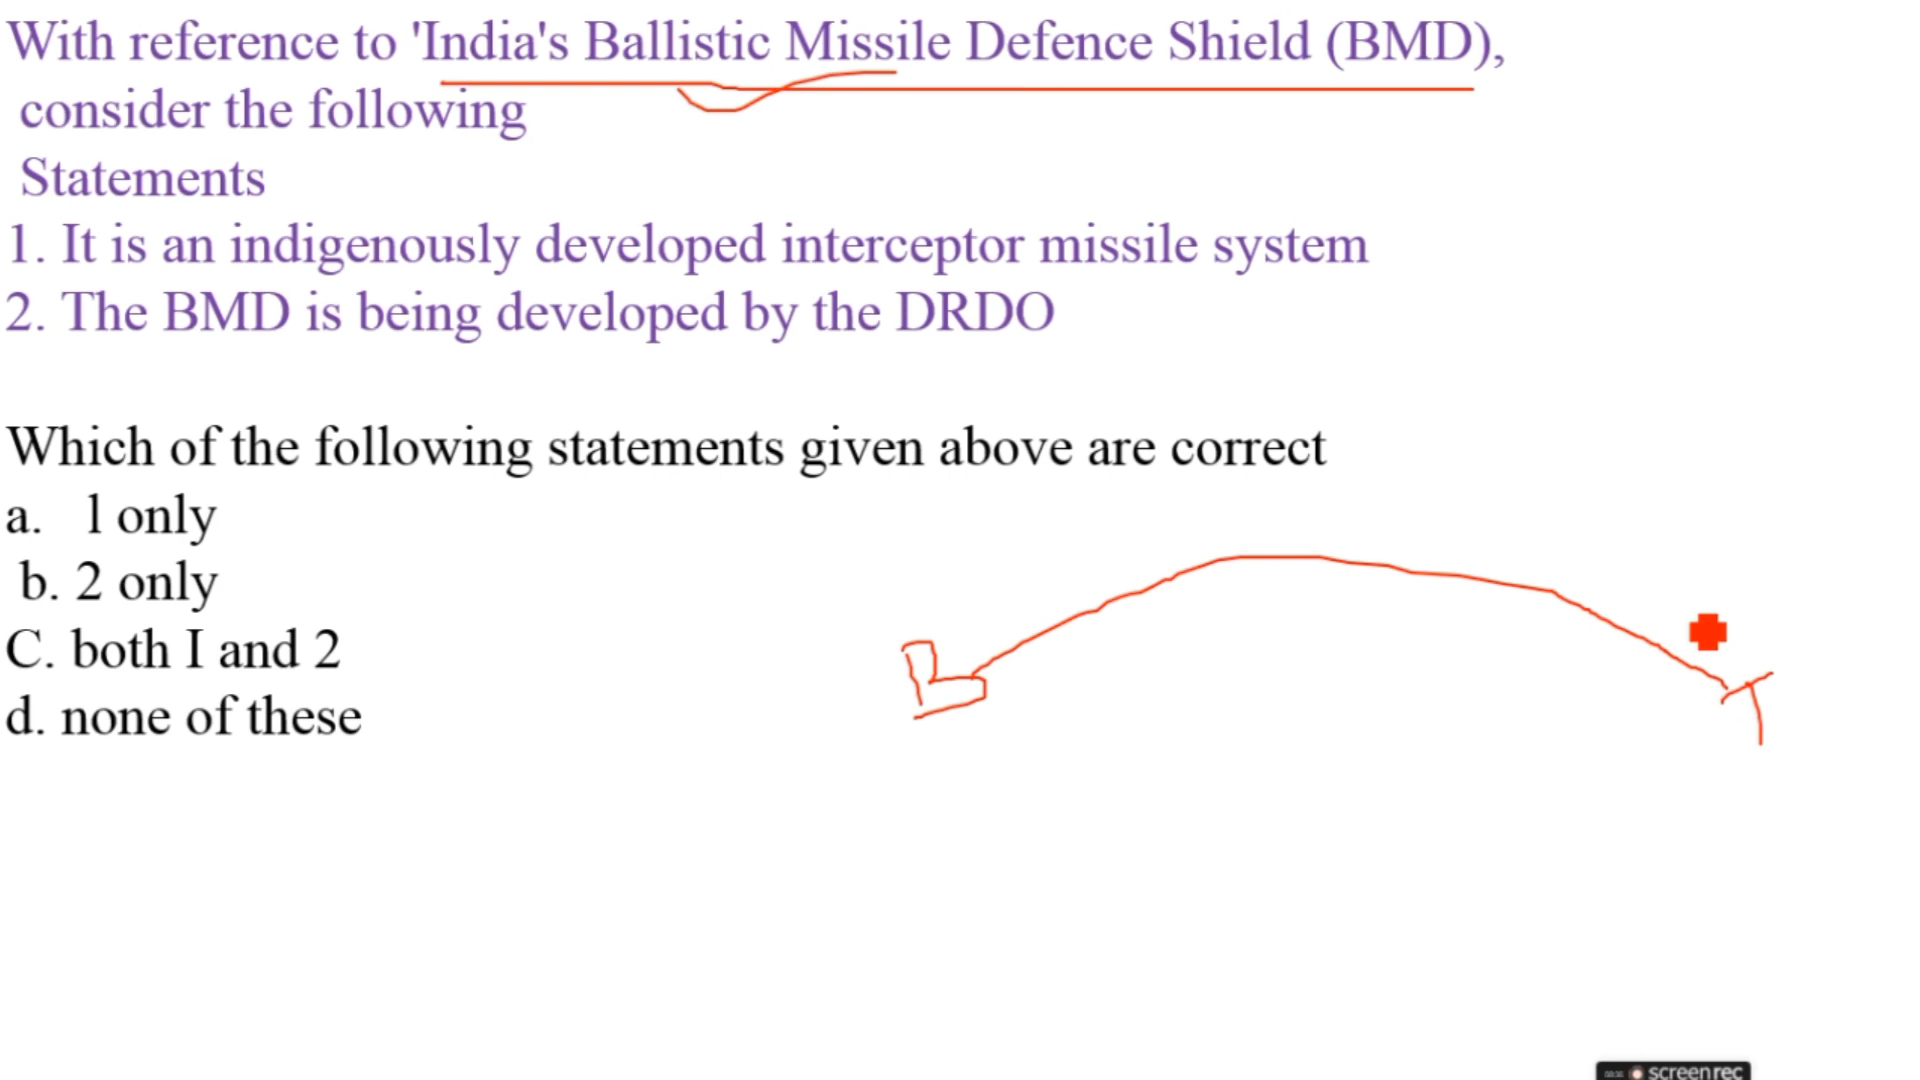 With reference to 'India's Ballistic Missile Defence Shield (BMD),
consider the following
Statements
1. It is an indigenously developed interceptor missile system
2. The BMD is being developed by the DRDO
Which of the following statements given above are correct
a. 1 only
b. 2 only
C. both I and 2
d. none of these
screenrec